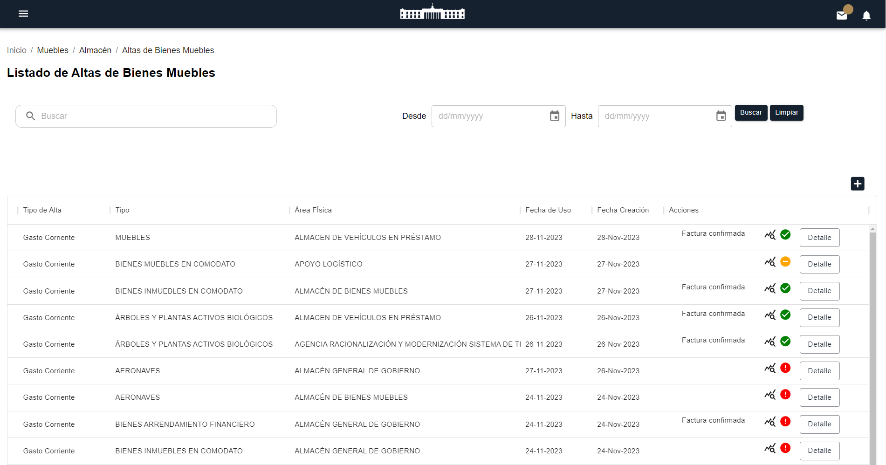 Inicio / Muebles / Almacén / Altas de Bienes Muebles
Listado de Altas de Bienes Muebles
Buscar Desde dd/mm/yyyy Hasta dd/mm/yyyy Buscar Limpiar
Tipo de Alta Tipo Área Física Fecha de Uso Fecha Creación Acciones
Gasto Corriente MUEBLES ALMACEN DE VEHÍCULOS EN PRÉSTAMO 28-11-2023 28-Nov-2023 Factura confirmada Detalle
Gasto Corriente BIENES MUEBLES EN COMODATO APOYO LOGÍSTICO 27-11-2023 27-Nov-2023 Detalle
Gasto Corriente BIENES INMUEBLES EN COMODATO ALMACÉN DE BIENES MUEBLES 27-11-2023 27-Nov-2023 Factura confirmada Detalle
Gasto Corriente ÁRBOLES Y PLANTAS ACTIVOS BIOLÓGICOS ALMACEN DE VEHÍCULOS EN PRÉSTAMO 26-11-2023 26-Nov-2023 Factura confirmada Detalle
Gasto Corriente ÁRBOLES Y PLANTAS ACTIVOS BIOLÓGICOS AGENCIA RACIONALIZACIÓN Y MODERNIZACIÓN SISTEMA DE TI 26-11-2023 26-Nov-2023 Factura confirmada Detalle
Gasto Corriente AERONAVES ALMACÉN GENERAL DE GOBIERNO 27-11-2023 26-Nov-2023 Detalle
Gasto Corriente AERONAVES ALMACÉN DE BIENES MUEBLES 24-11-2023 24-Nov-2023 Detalle
Gasto Corriente BIENES ARRENDAMIENTO FINANCIERO ALMACÉN GENERAL DE GOBIERNO 24-11-2023 24-Nov-2023 Factura confirmada Detalle
Gasto Corriente BIENES INMUEBLES EN COMODATO ALMACÉN GENERAL DE GOBIERNO 24-11-2023 24-Nov-2023 Detalle